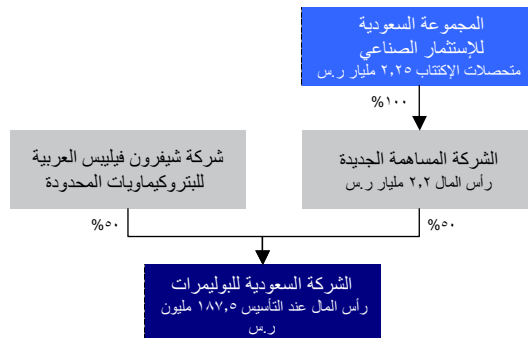 المجموعة السعودية
للإستثمار الصناعي
متحصلات الإكتتاب ٢,٢٥ مليار ر.س
%١٠٠
شركة شيفرون فيليبس العربية
للبتروكيماويات المحدودة
الشركة المساهمة الجديدة
رأس المال ٢,٢ مليار ر.س
%٥٠
%٥٠
الشركة السعودية للبوليمرات
رأس المال عند التأسيس ١٨٧,٥ مليون
ر.س